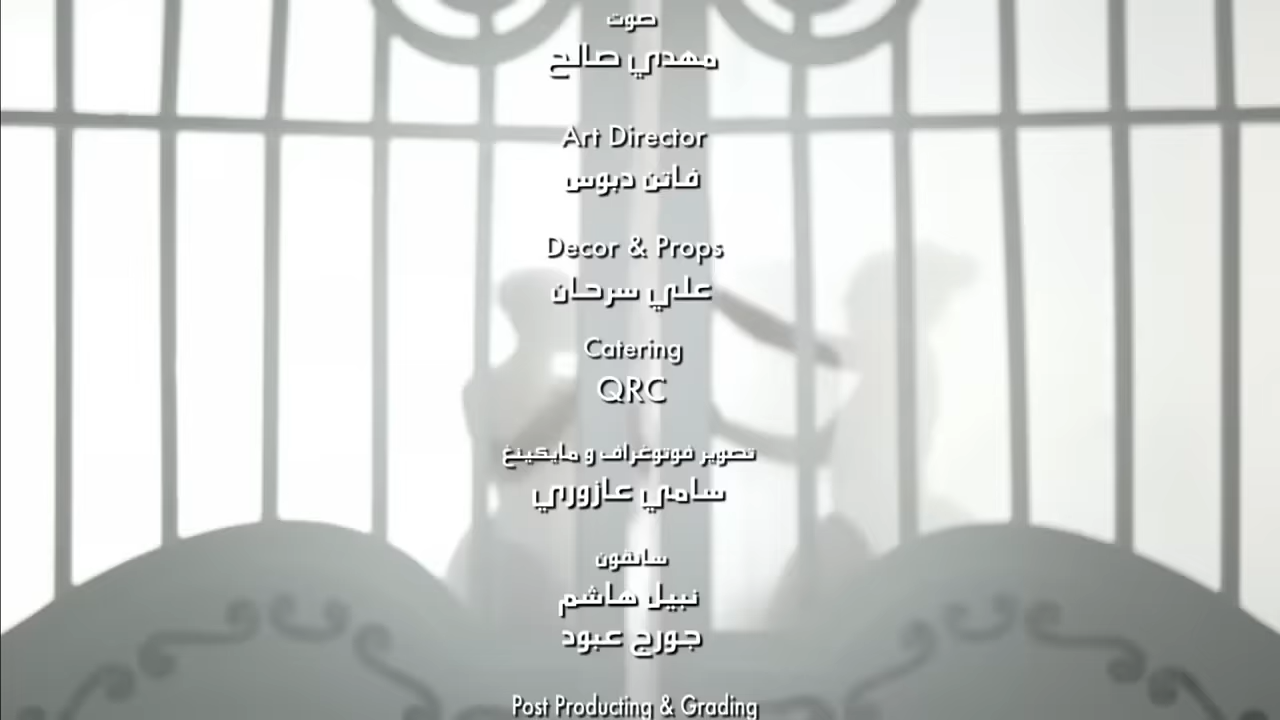 صوت
مهدي صالح
Art Director
فاتن دبوس
Decor & Props
علي سرحان
Catering
QRC
تصوير فوتوغراف و مايكينغ
سامي عازوري
سائقون
نبيل هاشم
جورج عبود
Post Producting & Grading